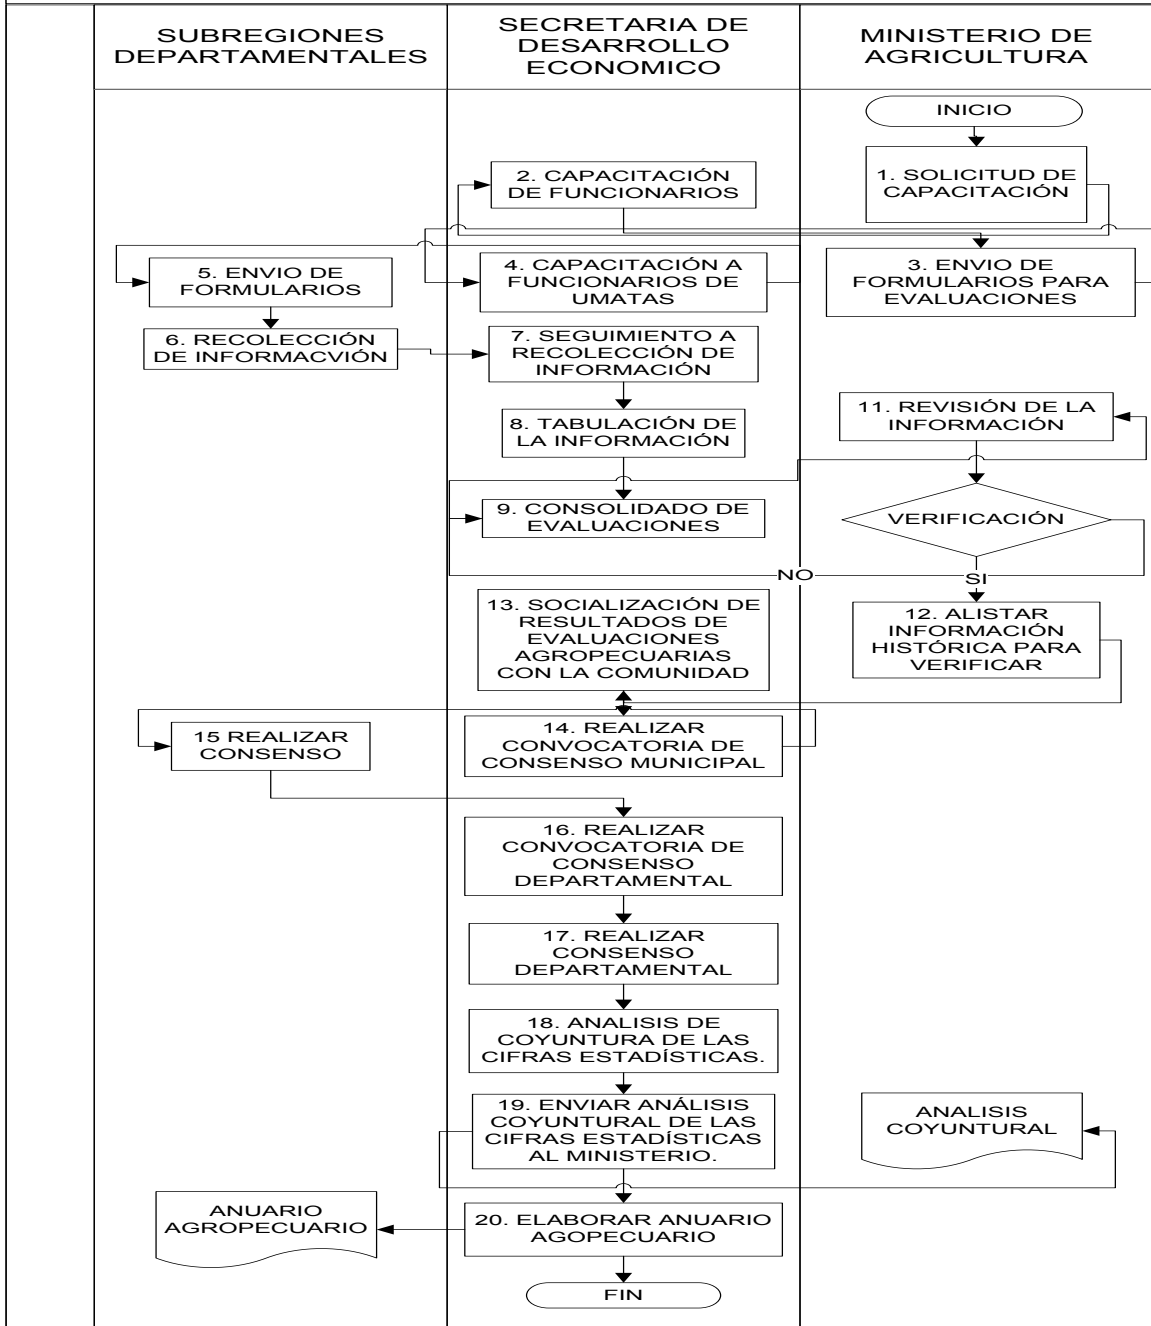 SUBREGIONES
DEPARTAMENTALES
SECRETARIA DE
DESARROLLO
ECONOMICO
MINISTERIO DE
AGRICULTURA
INICIO
1. SOLICITUD DE
CAPACITACIÓN
2. CAPACITACIÓN
DE FUNCIONARIOS
3. ENVIO DE
FORMULARIOS PARA
EVALUACIONES
4. CAPACITACIÓN A
FUNCIONARIOS DE
UMATAS
5. ENVIO DE
FORMULARIOS
6. RECOLECCIÓN
DE INFORMACVIÓN
7. SEGUIMIENTO A
RECOLECCIÓN DE
INFORMACIÓN
8. TABULACIÓN DE
LA INFORMACIÓN
9. CONSOLIDADO DE
EVALUACIONES
11. REVISIÓN DE LA
INFORMACIÓN
VERIFICACIÓN
NO
SI
12. ALISTAR
INFORMACIÓN
HISTÓRICA PARA
VERIFICAR
13. SOCIALIZACIÓN DE
RESULTADOS DE
EVALUACIONES
AGROPECUARIAS
CON LA COMUNIDAD
14. REALIZAR
CONVOCATORIA DE
CONSENSO MUNICIPAL
15 REALIZAR
CONSENSO
16. REALIZAR
CONVOCATORIA DE
CONSENSO
DEPARTAMENTAL
17. REALIZAR
CONSENSO
DEPARTAMENTAL
18. ANALISIS DE
COYUNTURA DE LAS
CIFRAS ESTADÍSTICAS.
19. ENVIAR ANÁLISIS
COYUNTURAL DE LAS
CIFRAS ESTADÍSTICAS
AL MINISTERIO.
ANALISIS
COYUNTURAL
20. ELABORAR ANUARIO
AGOPECUARIO
ANUARIO
AGROPECUARIO
FIN